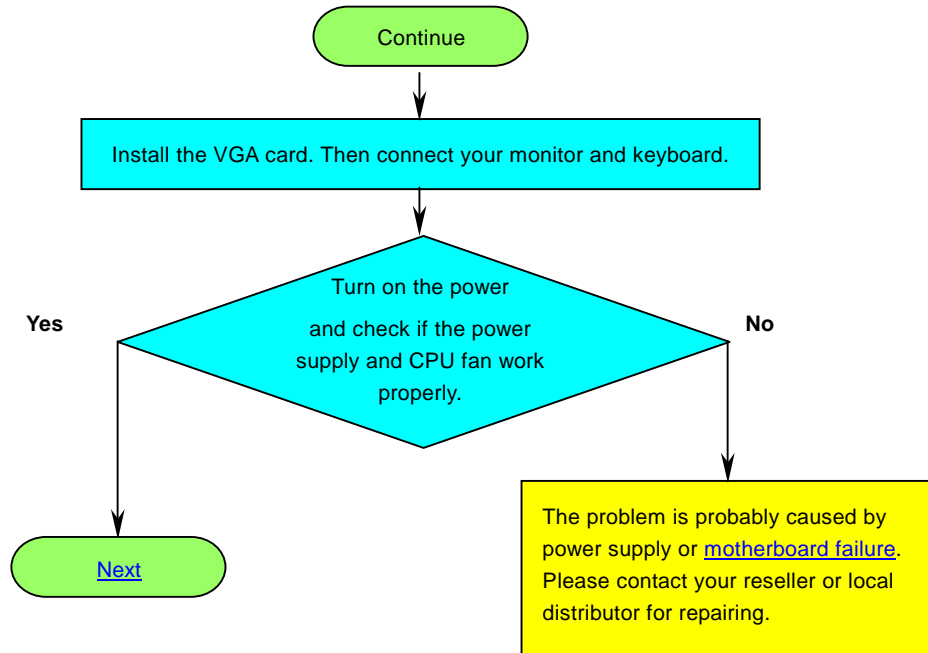 Continue
Install the VGA card. Then connect your monitor and keyboard.
Turn on the power
and check if the power
supply and CPU fan work
properly.
Yes
No
The problem is probably caused by
power supply or motherboard failure.
Please contact your reseller or local
distributor for repairing.
Next